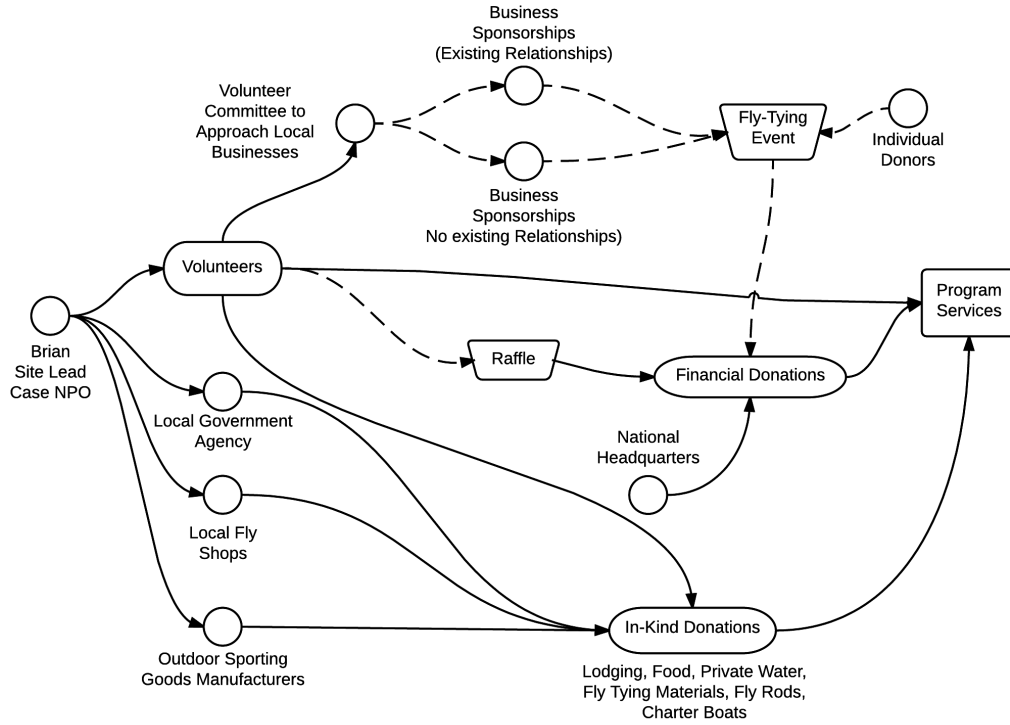 Business
Sponsorships
(Existing Relationships)
Volunteer
Committee to
Approach Local
Businesses
Fly-Tying
Event
Individual
Donors
Business
Sponsorships
No existing Relationships)
Volunteers
Program
Services
Brian
Site Lead
Case NPO
Raffle
Financial Donations
Local Government
Agency
National
Headquarters
Local Fly
Shops
In-Kind Donations
Outdoor Sporting
Goods Manufacturers
Lodging, Food, Private Water,
Fly Tying Materials, Fly Rods,
Charter Boats